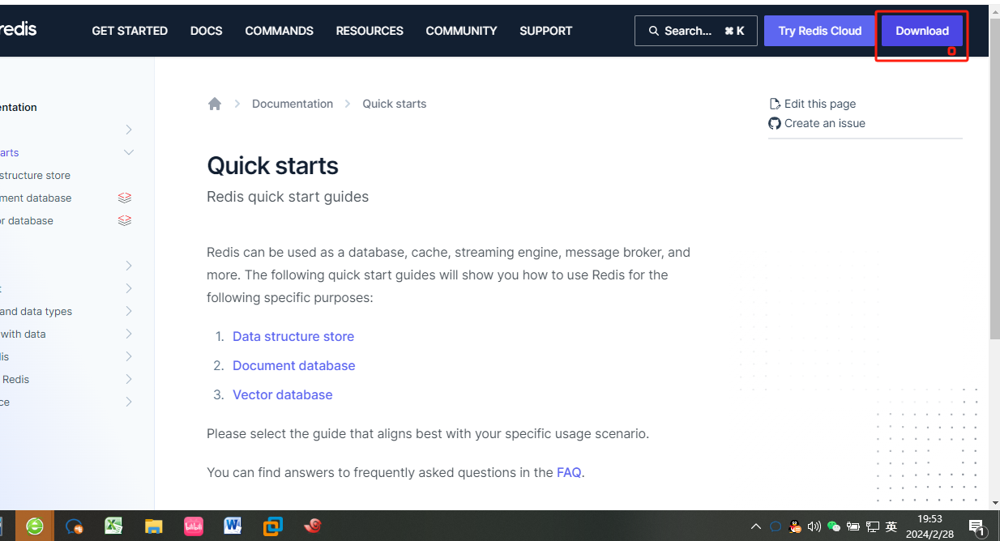 redis
GET STARTED DOCS COMMANDS RESOURCES COMMUNITY SUPPORT Search... ⌘ K Try Redis Cloud Download
Documentation Quick starts
Edit this page
Create an issue
entation
arts
structure store
ment database
r database
t
and data types
with data
is
Redis
ce
Quick starts
Redis quick start guides
Redis can be used as a database, cache, streaming engine, message broker, and
more. The following quick start guides will show you how to use Redis for the
following specific purposes:
1. Data structure store
2. Document database
3. Vector database
Please select the guide that aligns best with your specific usage scenario.
You can find answers to frequently asked questions in the FAQ.
英
19:53
2024/2/28
1